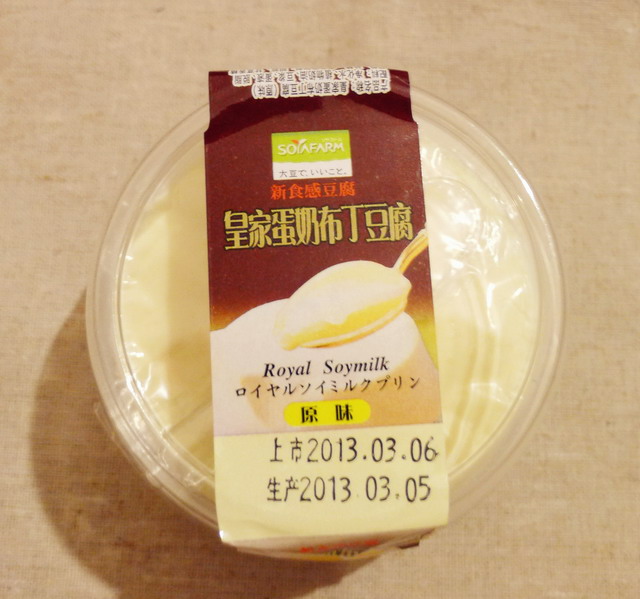 SOYAFARM
大豆で、いいこと。
新食感豆腐
皇家蛋奶布丁豆腐
Royal Soymilk
ロイヤルソイミルクプリン
原味
上市2013.03.06
生产2013.03.05